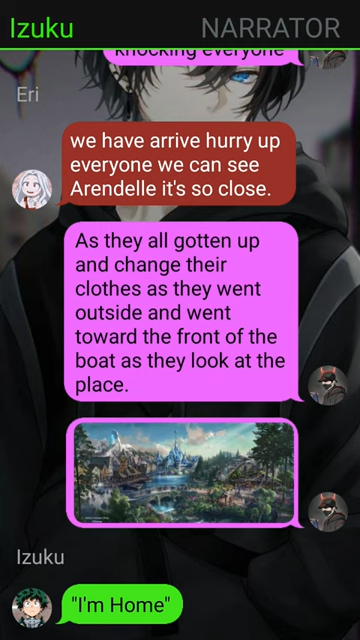 Izuku NARRATOR
knocking everyone
Eri
we have arrive hurry up
everyone we can see
Arendelle it's so close.
As they all gotten up
and change their
clothes as they went
outside and went
toward the front of the
boat as they look at the
place.
Izuku
"I'm Home"